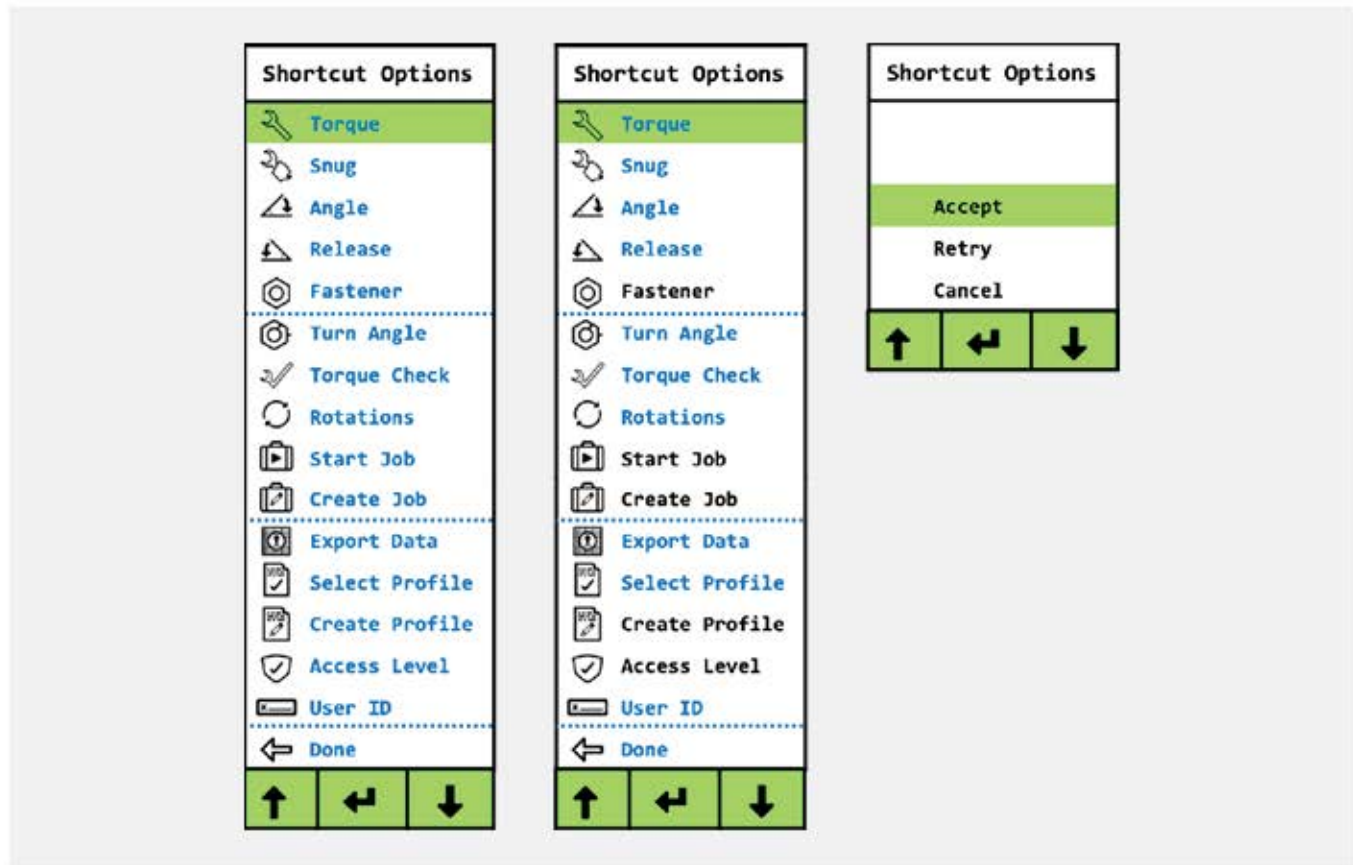 Shortcut Options
Torque
Snug
Angle
Release
Fastener
Turn Angle
Torque Check
Rotations
Start Job
Create Job
Export Data
Select Profile
Create Profile
Access Level
User ID
Done
Shortcut Options
Torque
Snug
Angle
Release
Fastener
Turn Angle
Torque Check
Rotations
Start Job
Create Job
Export Data
Select Profile
Create Profile
Access Level
User ID
Done
Shortcut Options
Accept
Retry
Cancel